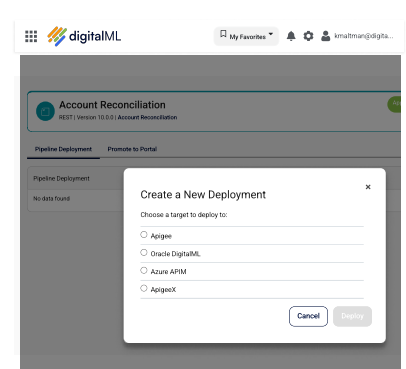 digitalML
My Favorites
kmaltman@digita...
Account Reconciliation
REST | Version 10.0.0 | Account Reconciliation
Pipeline Deployment Promote to Portal
Pipeline Deployment
No data found
Create a New Deployment
×
Choose a target to deploy to:
Apigee
Oracle DigitalML
Azure APIM
ApigeeX
Cancel Deploy